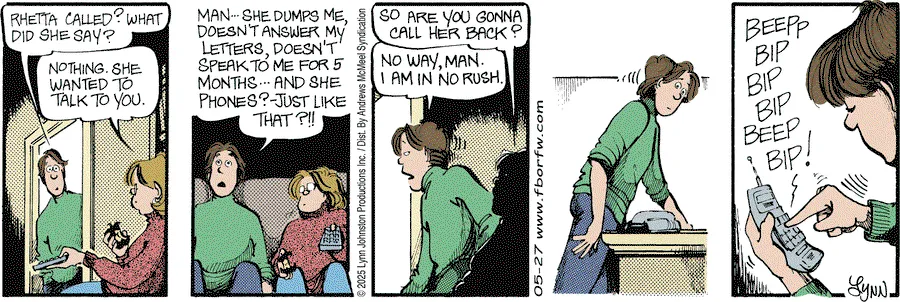 RHETTA CALLED? WHAT
DID SHE SAY?
NOTHING. SHE
WANTED TO
TALK TO YOU.
MAN... SHE DUMPS ME,
DOESN'T ANSWER MY
LETTERS, DOESN'T
SPEAK TO ME FOR 5
MONTHS... AND SHE
PHONES?-JUST LIKE
THAT?!!
© 2025 Lynn Johnston Productions Inc. / Dist. By Andrews McMeel Syndication
SO ARE YOU GONNA
CALL HER BACK?
NO WAY, MAN.
I AM IN NO RUSH.
05-27 www.fborfw.com
BEEPP
BIP
BIP
BIP
BEEP
BIP!
LYNN